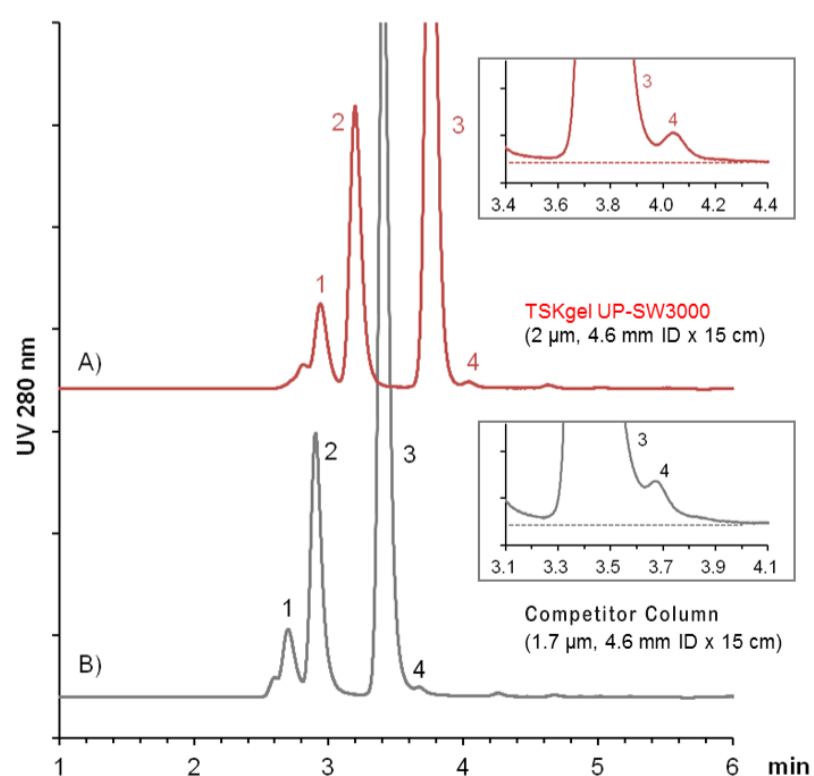 UV 280 nm
A)
1
2
3
4
3
4
3.4 3.6 3.8 4.0 4.2 4.4
TSKgel UP-SW3000
(2 µm, 4.6 mm ID x 15 cm)
B)
1
2
3
4
3
4
3.1 3.3 3.5 3.7 3.9 4.1
Competitor Column
(1.7 µm, 4.6 mm ID x 15 cm)
1 2 3 4 5 6 min